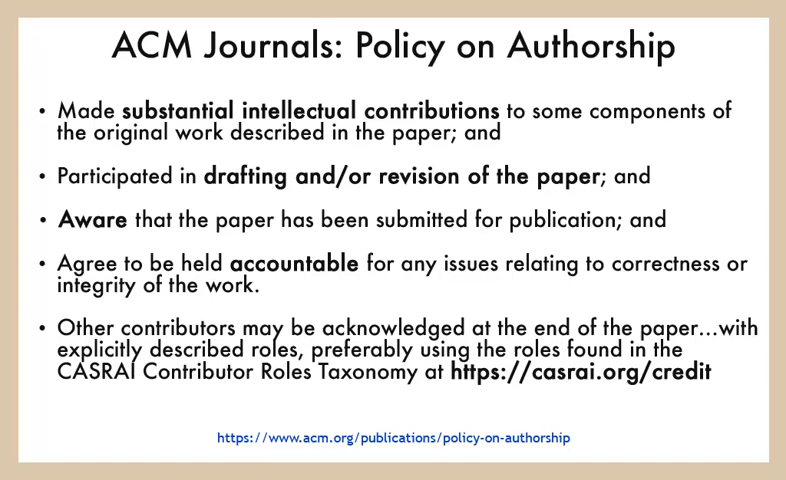 ACM Journals: Policy on Authorship
• Made substantial intellectual contributions to some components of
the original work described in the paper; and
• Participated in drafting and/or revision of the paper; and
• Aware that the paper has been submitted for publication; and
• Agree to be held accountable for any issues relating to correctness or
integrity of the work.
• Other contributors may be acknowledged at the end of the paper...with
explicitly described roles, preferably using the roles found in the
CASRAI Contributor Roles Taxonomy at https://casrai.org/credit
https://www.acm.org/publications/policy-on-authorship